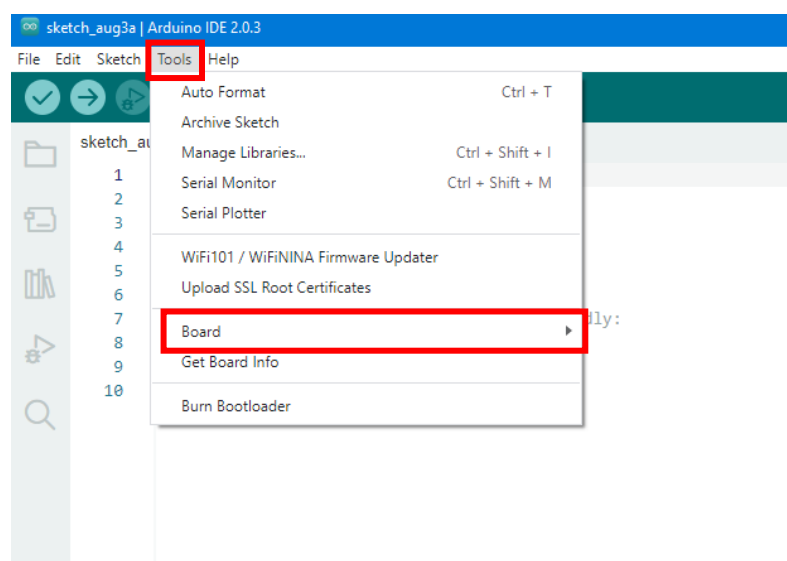 sketch_aug3a | Arduino IDE 2.0.3
File Edit Sketch Tools Help
sketch_au
Auto Format Ctrl + T
Archive Sketch
Manage Libraries... Ctrl + Shift + I
Serial Monitor Ctrl + Shift + M
Serial Plotter
WiFi101 / WiFiNINA Firmware Updater
Upload SSL Root Certificates
Board
Get Board Info
Burn Bootloader
1
2
3
4
5
6
7 dly:
8
9
10